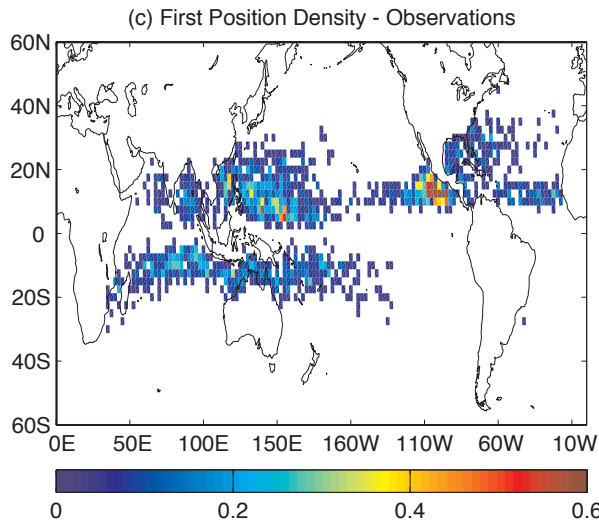 (c) First Position Density - Observations
60N
40N
20N
0
20S
40S
60S
0E 50E 100E 150E 160W 110W 60W 10W
0 0.2 0.4 0.6